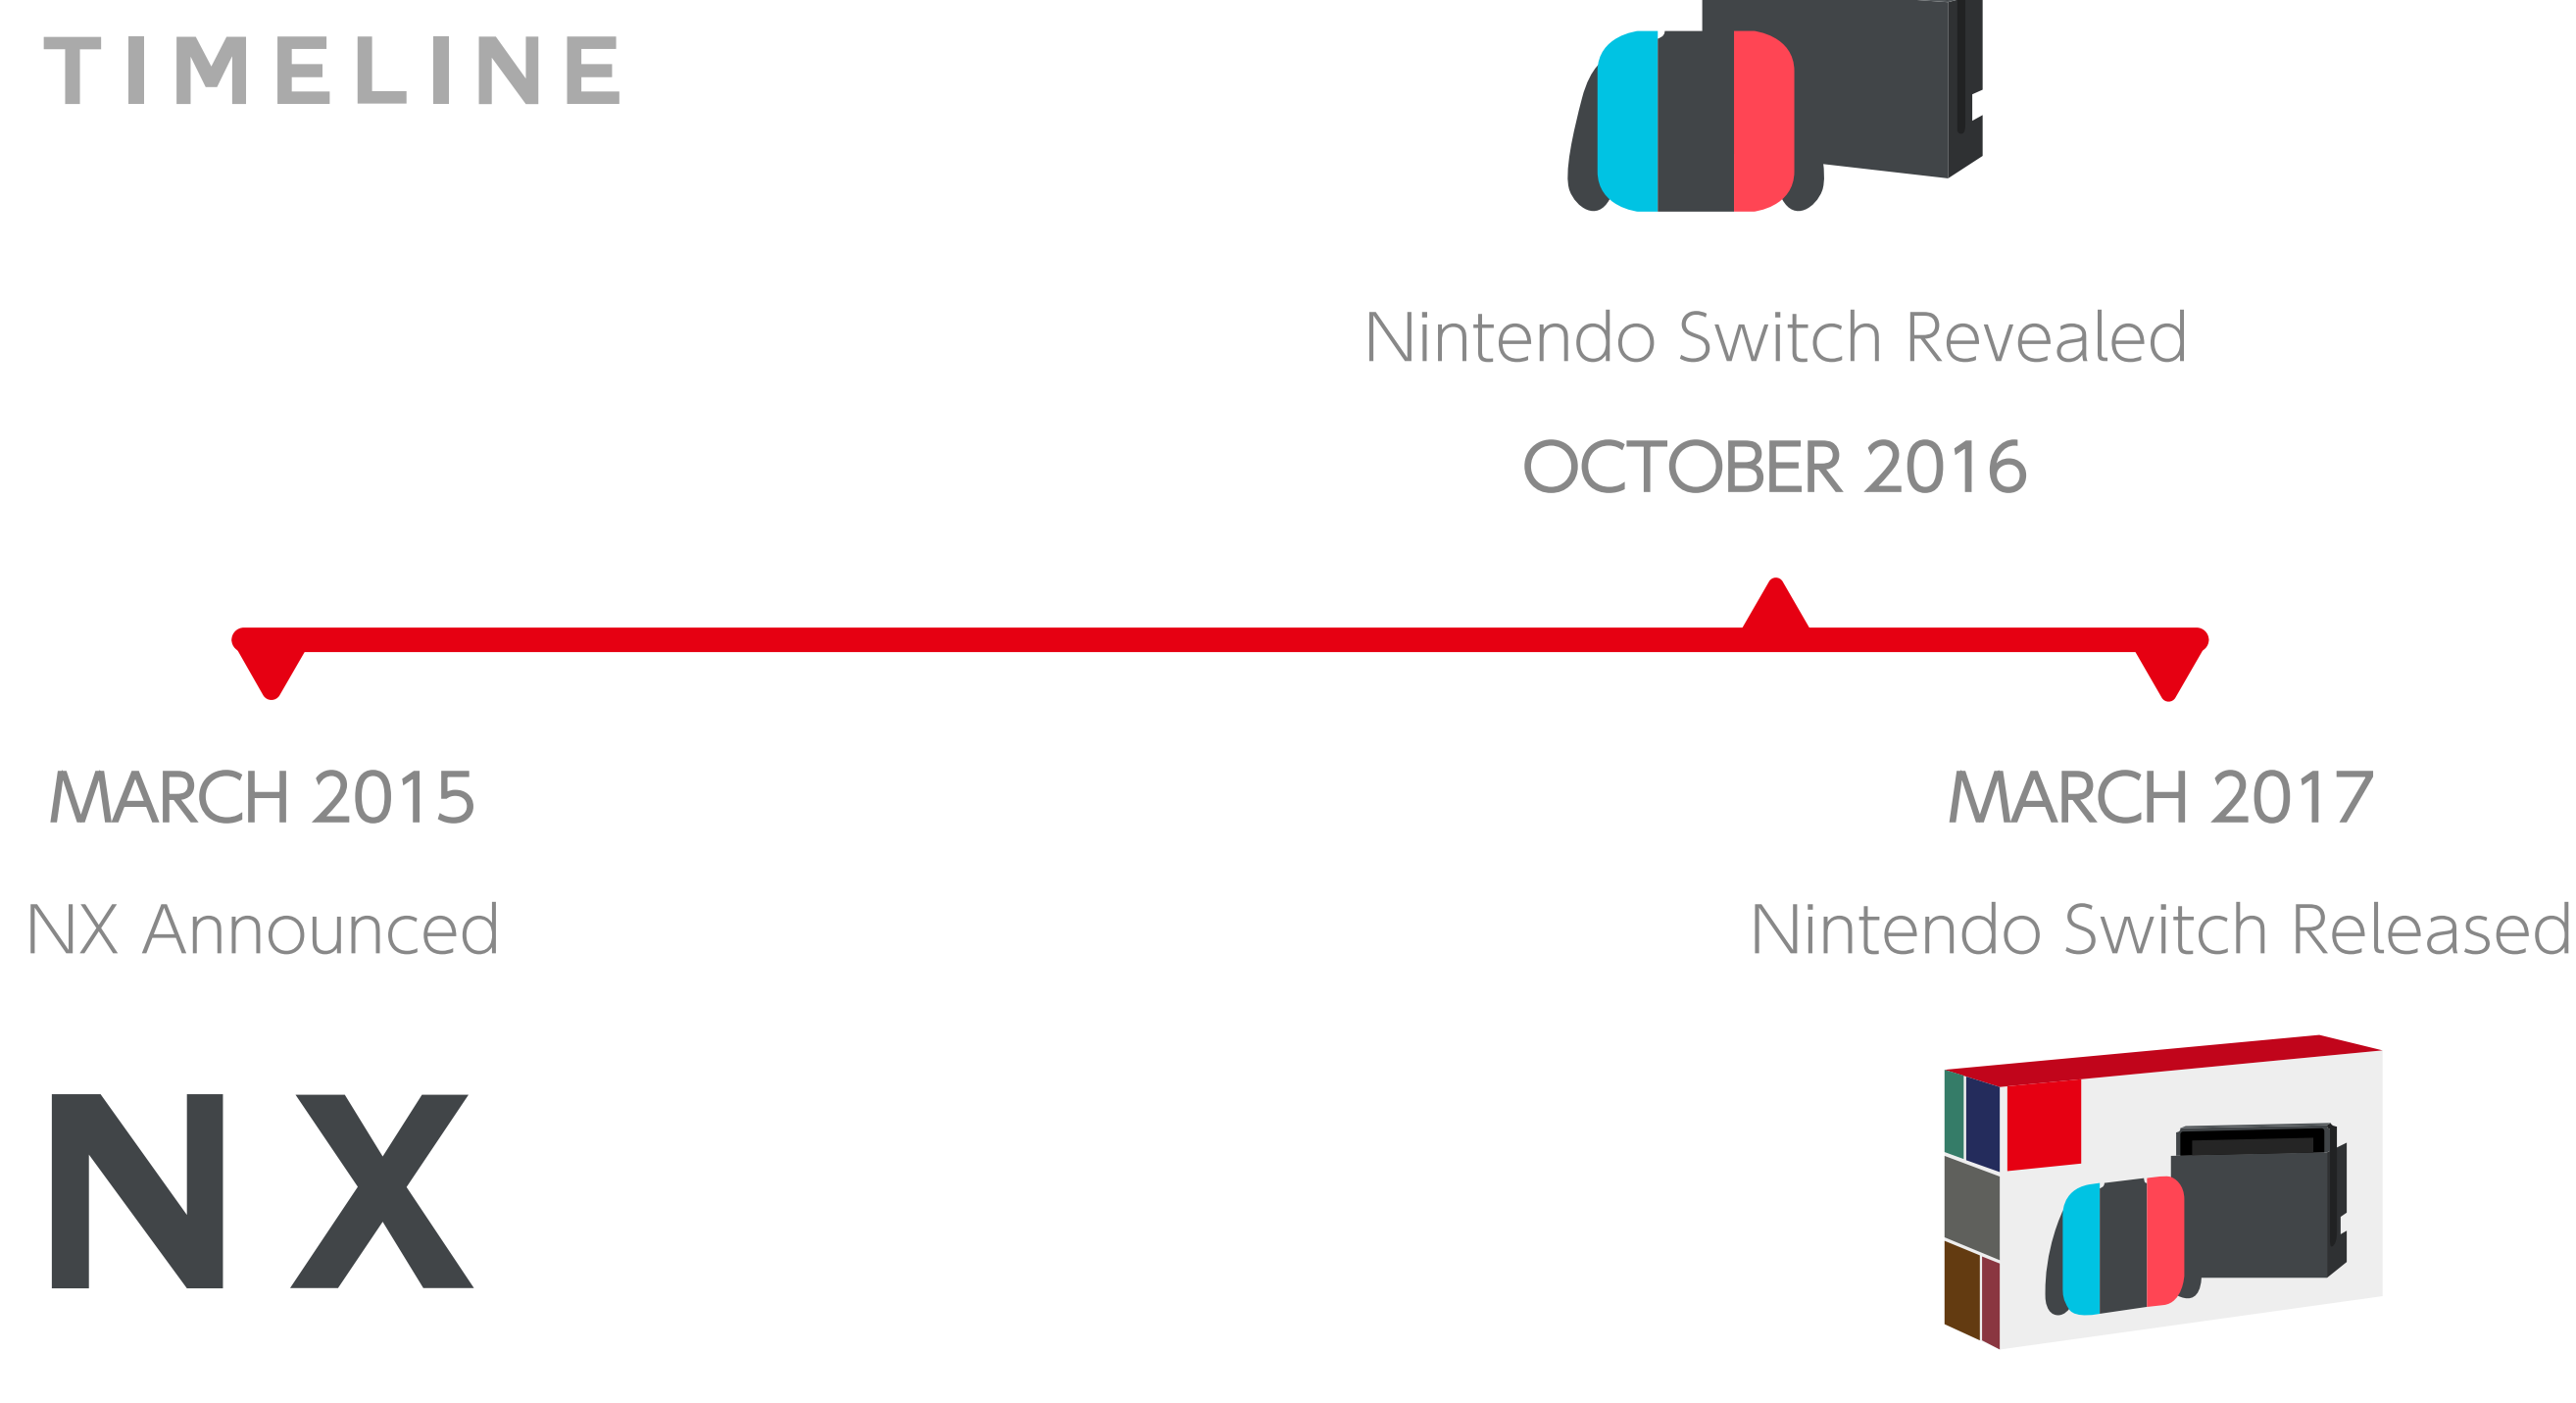 TIMELINE
Nintendo Switch Revealed
OCTOBER 2016
MARCH 2015
NX Announced
NX
MARCH 2017
Nintendo Switch Released